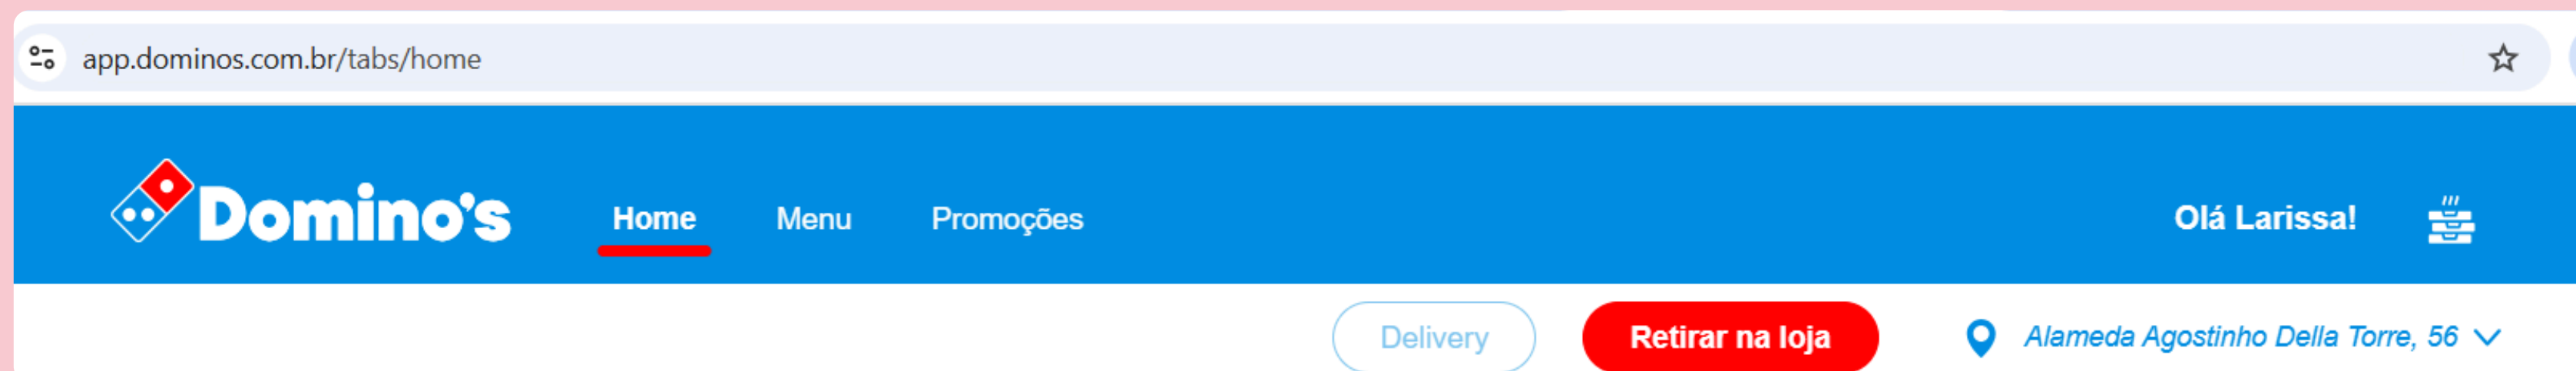 app.dominos.com.br/tabs/home
Domino's Home Menu Promoções Olá Larissa!
Delivery Retirar na loja Alameda Agostinho Della Torre, 56